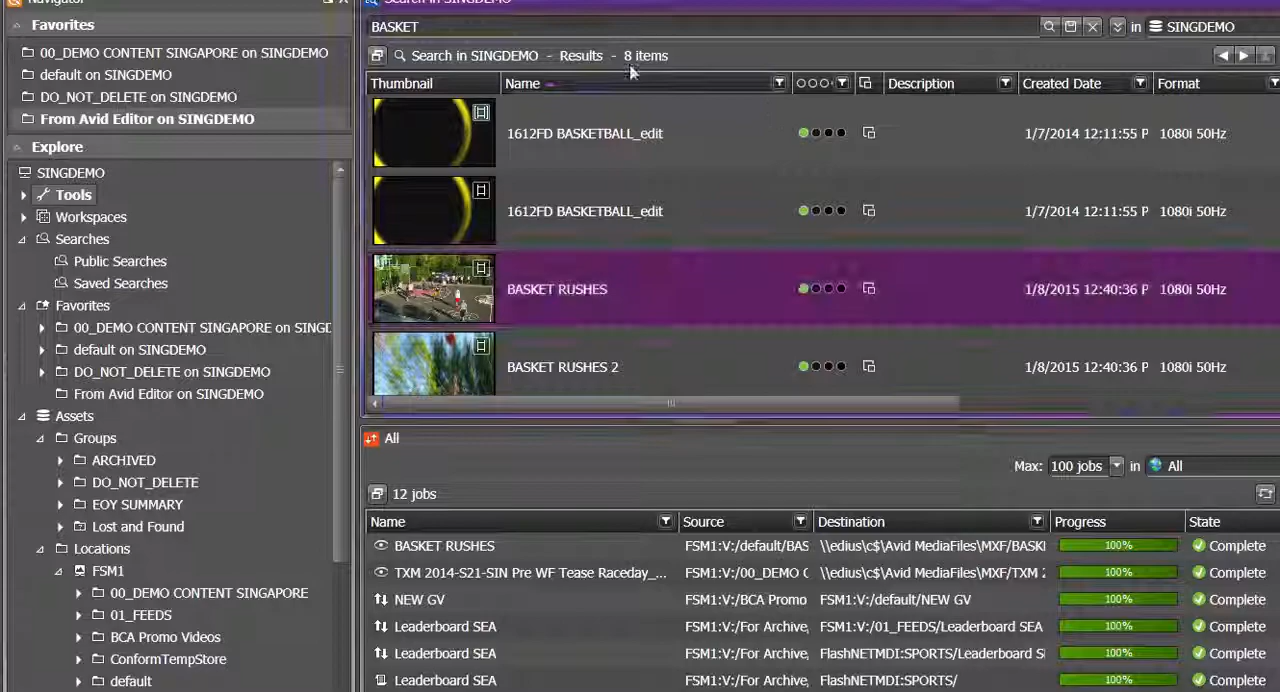 Navigator
Favorites
00_DEMO CONTENT SINGAPORE on SINGDEMO
default on SINGDEMO
DO_NOT_DELETE on SINGDEMO
From Avid Editor on SINGDEMO
Explore
SINGDEMO
Tools
Workspaces
Searches
Public Searches
Saved Searches
Favorites
00_DEMO CONTENT SINGAPORE on SINGD
default on SINGDEMO
DO_NOT_DELETE on SINGDEMO
From Avid Editor on SINGDEMO
Assets
Groups
ARCHIVED
DO_NOT_DELETE
EOY SUMMARY
Lost and Found
Locations
FSM1
00_DEMO CONTENT SINGAPORE
01_FEEDS
BCA Promo Videos
ConformTempStore
default
Search in SINGDEMO
BASKET in SINGDEMO
Search in SINGDEMO - Results - 8 items
Thumbnail Name Description Created Date Format
1612FD BASKETBALL_edit 1/7/2014 12:11:55 P 1080i 50Hz
1612FD BASKETBALL_edit 1/7/2014 12:11:55 P 1080i 50Hz
BASKET RUSHES 1/8/2015 12:40:36 P 1080i 50Hz
BASKET RUSHES 2 1/8/2015 12:40:36 P 1080i 50Hz
All
Max: 100 jobs in All
12 jobs
Name Source Destination Progress State
BASKET RUSHES FSM1:V:/default/BAS \\edius\c$\Avid MediaFiles\MXF/BASKI 100% Complete
TXM 2014-S21-SIN Pre WF Tease Raceday_... FSM1:V:/00_DEMO C \\edius\c$\Avid MediaFiles\MXF/TXM 2 100% Complete
NEW GV FSM1:V:/BCA Promo FSM1:V:/default/NEW GV 100% Complete
Leaderboard SEA FSM1:V:/For Archive, FSM1:V:/01_FEEDS/Leaderboard SEA 100% Complete
Leaderboard SEA FSM1:V:/For Archive, FlashNETMDI:SPORTS/Leaderboard S 100% Complete
Leaderboard SEA FSM1:V:/For Archive, FlashNETMDI:SPORTS/ 100% Complete